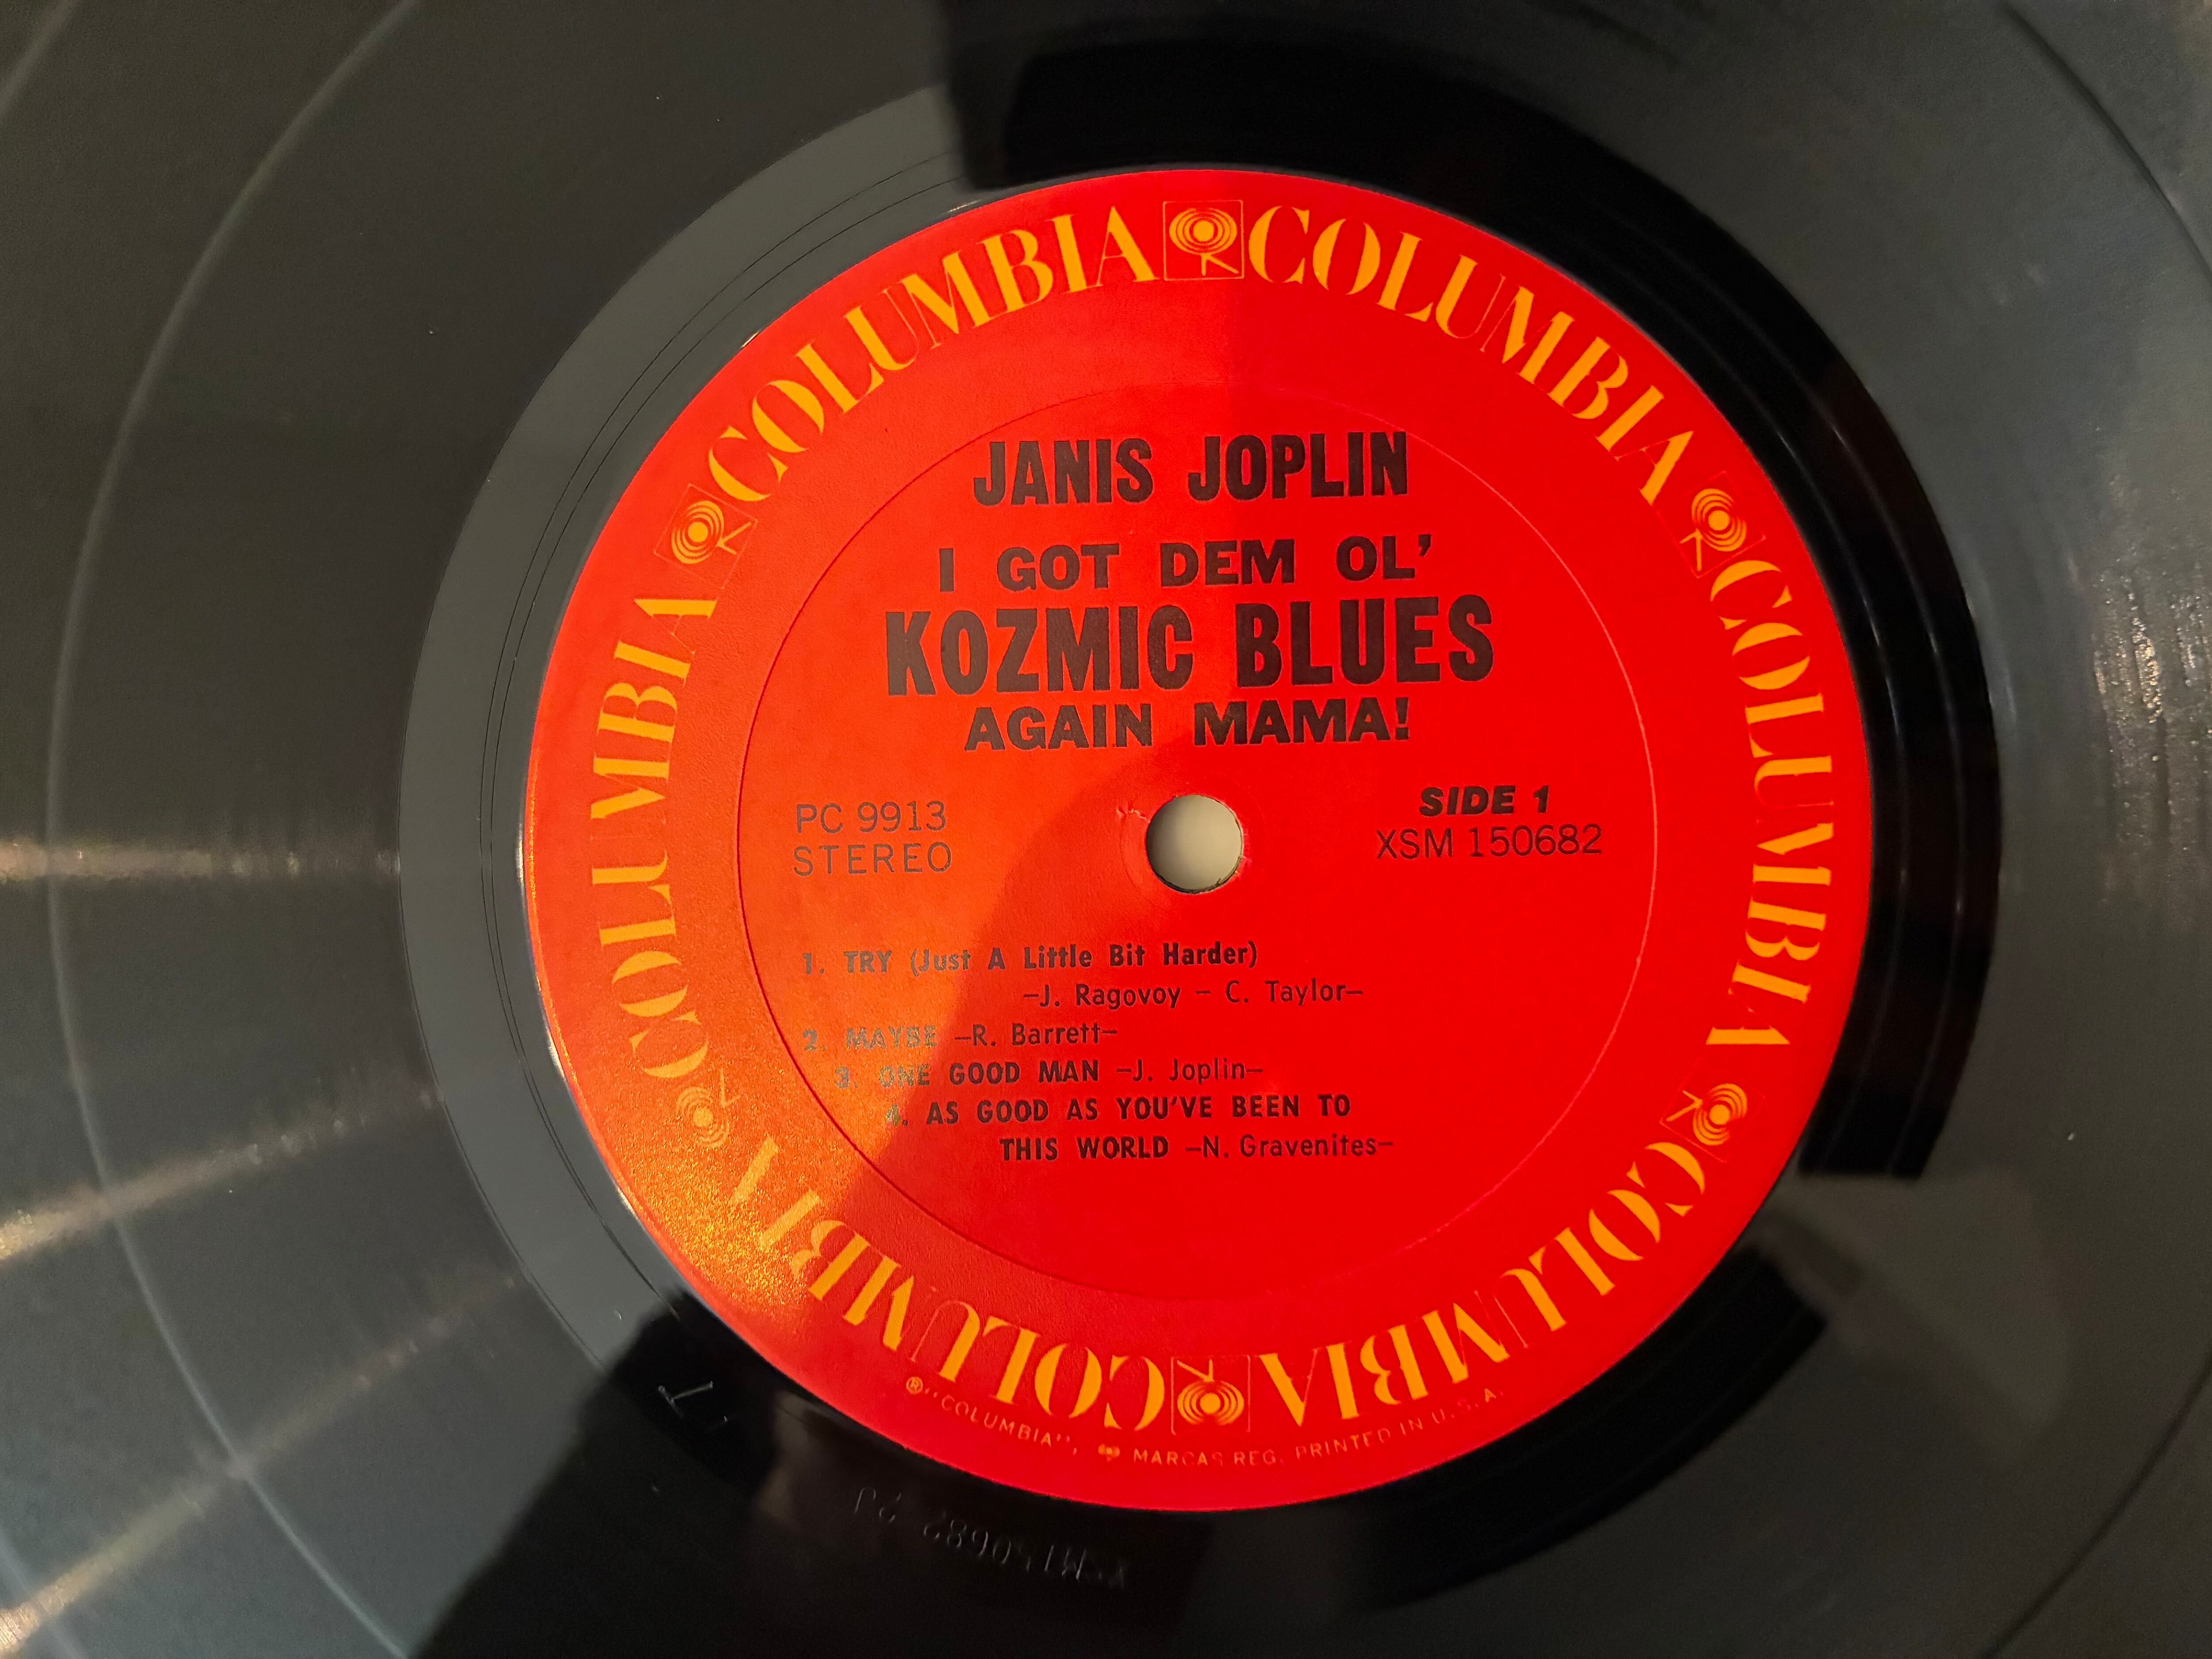 COLUMBIA COLUMBIA COLUMBIA COLUMBIA COLUMBIA COLUMBIA
JANIS JOPLIN
I GOT DEM OL'
KOZMIC BLUES
AGAIN MAMA!
PC 9913
STEREO
SIDE 1
XSM 150682
1. TRY (Just A Little Bit Harder)
–J. Ragovoy – C. Taylor–
2. MAYBE –R. Barrett–
3. ONE GOOD MAN –J. Joplin–
4. AS GOOD AS YOU'VE BEEN TO
THIS WORLD –N. Gravenites–
® "COLUMBIA", MARCAS REG. PRINTED IN U.S.A.